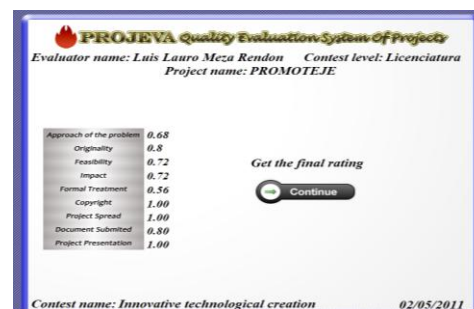 PROJEVA Quality Evaluation System Of Projects
Evaluator name: Luis Lauro Meza Rendon Contest level: Licenciatura
Project name: PROMOTEJE
Approach of the problem 0.68
Originality 0.8
Feasibility 0.72
Impact 0.72
Formal Treatment 0.56
Copyright 1.00
Project Spread 1.00
Document Submited 0.80
Project Presentation 1.00
Get the final rating
Continue
Contest name: Innovative technological creation 02/05/2011